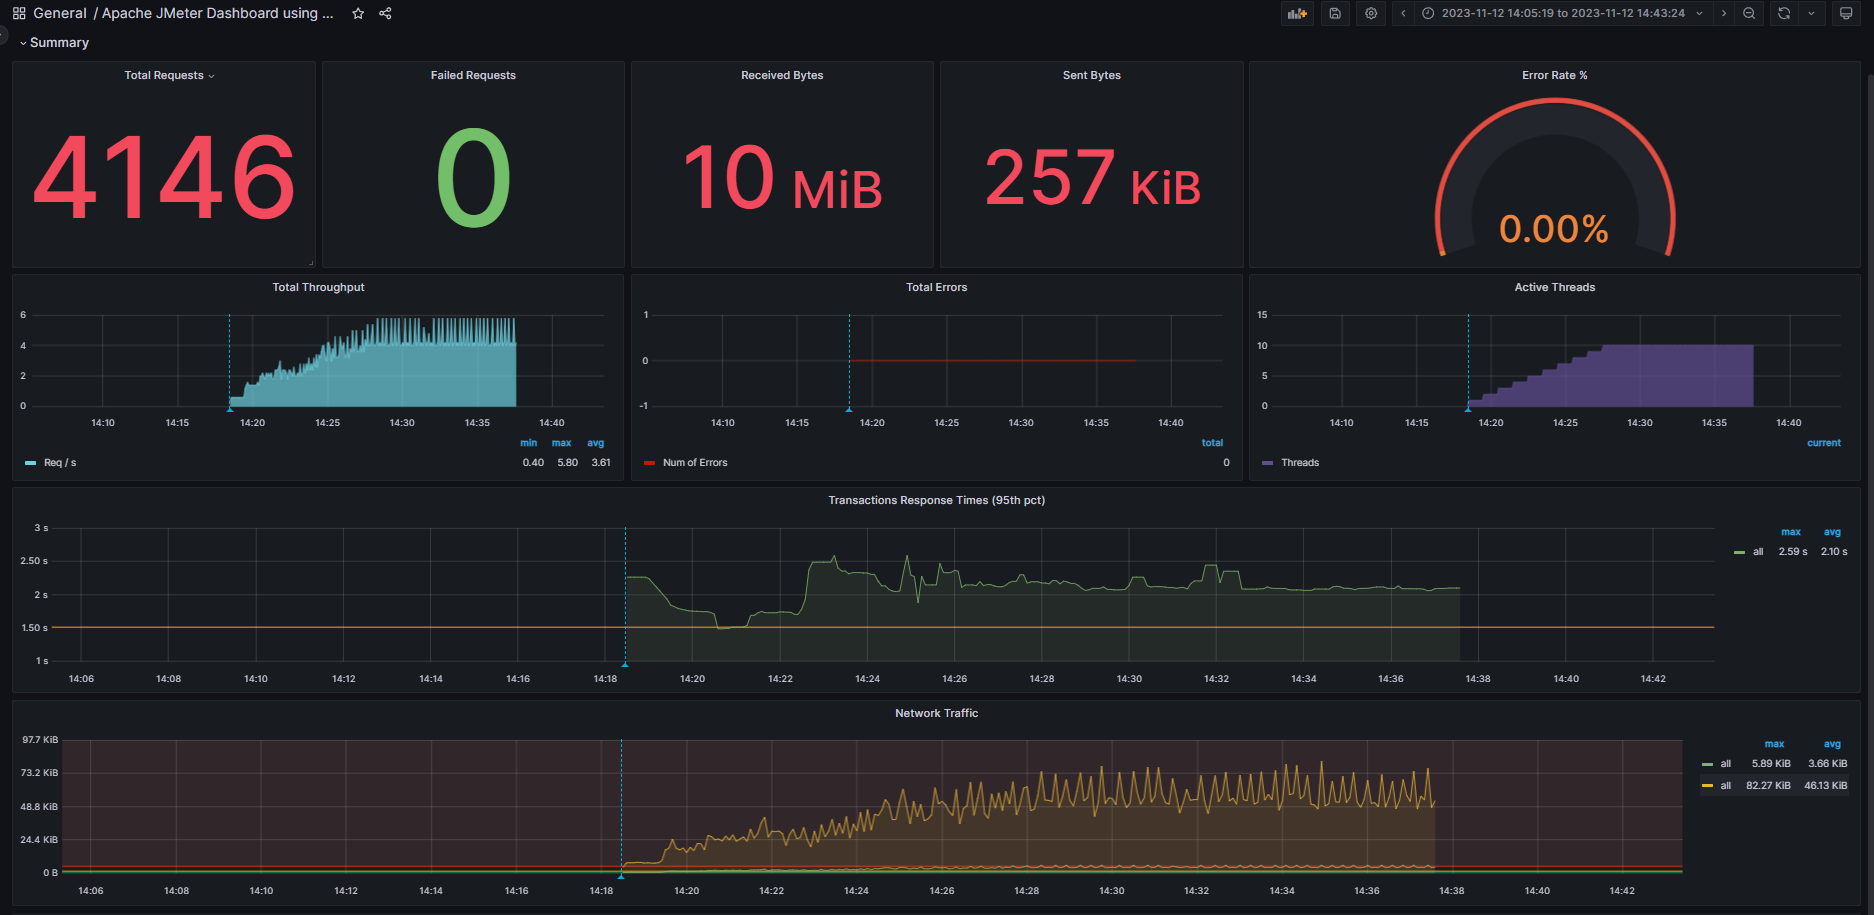 General / Apache JMeter Dashboard using ...
2023-11-12 14:05:19 to 2023-11-12 14:43:24
Summary
Total Requests
4146
Failed Requests
0
Received Bytes
10 MiB
Sent Bytes
257 KiB
Error Rate %
0.00%
Total Throughput
6
4
2
0
14:10 14:15 14:20 14:25 14:30 14:35 14:40
min max avg
Req / s 0.40 5.80 3.61
Total Errors
1
0
-1
14:10 14:15 14:20 14:25 14:30 14:35 14:40
total
Num of Errors 0
Active Threads
15
10
5
0
14:10 14:15 14:20 14:25 14:30 14:35 14:40
current
Threads
Transactions Response Times (95th pct)
3 s
2.50 s
2 s
1.50 s
1 s
14:06 14:08 14:10 14:12 14:14 14:16 14:18 14:20 14:22 14:24 14:26 14:28 14:30 14:32 14:34 14:36 14:38 14:40 14:42
max avg
all 2.59 s 2.10 s
Network Traffic
97.7 KiB
73.2 KiB
48.8 KiB
24.4 KiB
0 B
14:06 14:08 14:10 14:12 14:14 14:16 14:18 14:20 14:22 14:24 14:26 14:28 14:30 14:32 14:34 14:36 14:38 14:40 14:42
max avg
all 5.89 KiB 3.66 KiB
all 82.27 KiB 46.13 KiB